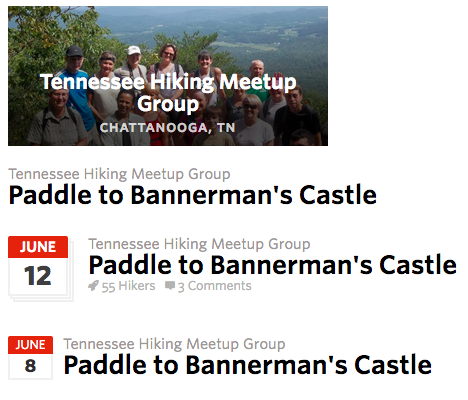 Tennessee Hiking Meetup
Group
CHATTANOOGA, TN
Tennessee Hiking Meetup Group
Paddle to Bannerman's Castle
JUNE
12
Tennessee Hiking Meetup Group
Paddle to Bannerman's Castle
55 Hikers 3 Comments
JUNE
8
Tennessee Hiking Meetup Group
Paddle to Bannerman's Castle